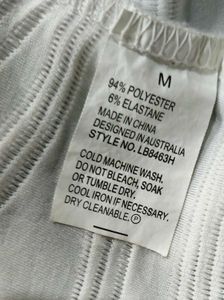 M
94% POLYESTER
6% ELASTANE
MADE IN CHINA
DESIGNED IN AUSTRALIA
STYLE NO. LB8463H
COLD MACHINE WASH.
DO NOT BLEACH, SOAK
OR TUMBLE DRY.
COOL IRON IF NECESSARY.
DRY CLEANABLE. Ⓟ